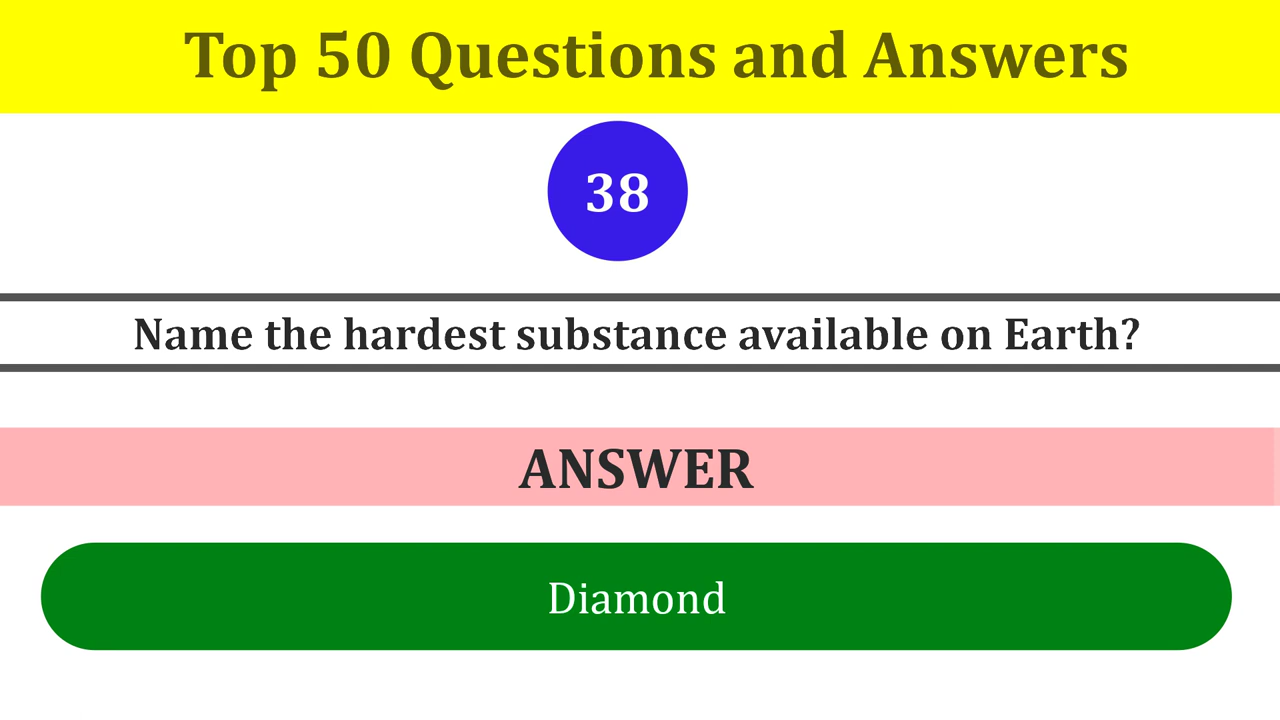 Top 50 Questions and Answers
38
Name the hardest substance available on Earth?
ANSWER
Diamond